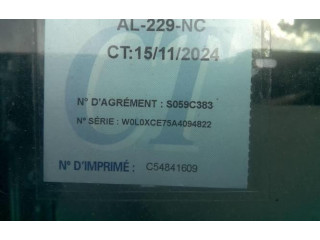 AL-229-NC
CT:15/11/2024
N° D'AGRÉMENT : S059C383
N° SÉRIE : W0L0XCE75A4094822
N° D'IMPRIMÉ : C54841609